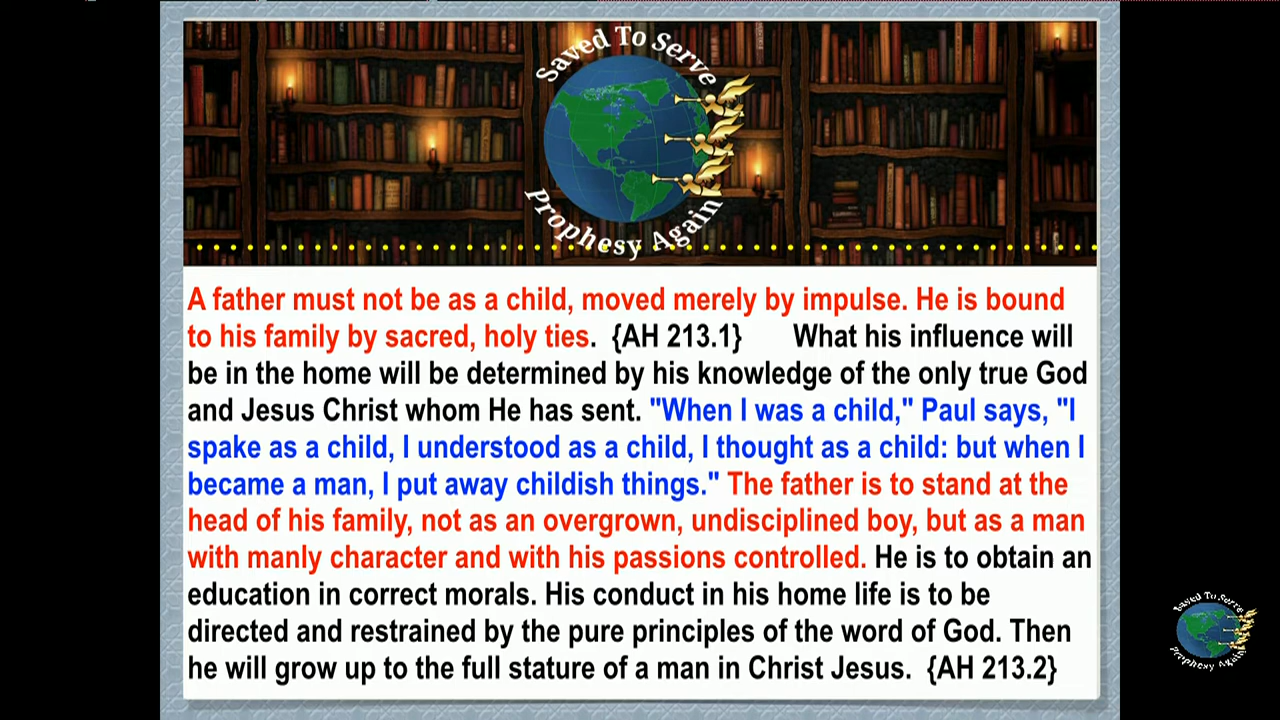 Saved To Serve
Prophesy Again
A father must not be as a child, moved merely by impulse. He is bound
to his family by sacred, holy ties. {AH 213.1} What his influence will
be in the home will be determined by his knowledge of the only true God
and Jesus Christ whom He has sent. "When I was a child," Paul says, "I
spake as a child, I understood as a child, I thought as a child: but when I
became a man, I put away childish things." The father is to stand at the
head of his family, not as an overgrown, undisciplined boy, but as a man
with manly character and with his passions controlled. He is to obtain an
education in correct morals. His conduct in his home life is to be
directed and restrained by the pure principles of the word of God. Then
he will grow up to the full stature of a man in Christ Jesus. {AH 213.2}
Saved To Serve
Prophesy Again